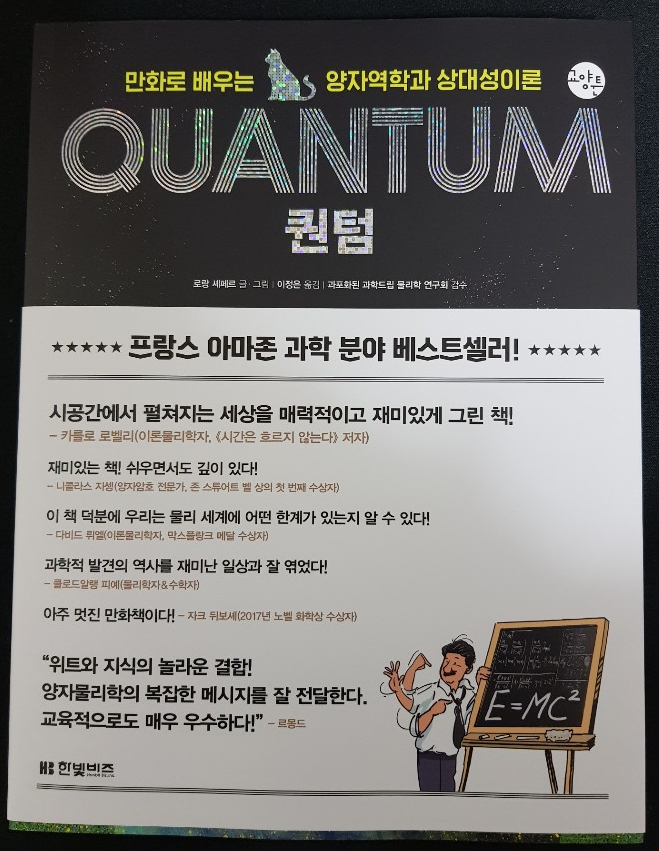 만화로 배우는 양자역학과 상대성이론 교양툰
QUANTUM
퀀텀
로랑 셰페르 글·그림 | 이정은 옮김 | 과포화된 과학드립 물리학 연구회 감수
★★★★★ 프랑스 아마존 과학 분야 베스트셀러! ★★★★★
시공간에서 펼쳐지는 세상을 매력적이고 재미있게 그린 책!
– 카를로 로벨리(이론물리학자, 《시간은 흐르지 않는다》 저자)
재미있는 책! 쉬우면서도 깊이 있다!
– 니콜라스 지생(양자암호 전문가, 존 스튜어트 벨 상의 첫 번째 수상자)
이 책 덕분에 우리는 물리 세계에 어떤 한계가 있는지 알 수 있다!
– 다비드 뤼엘(이론물리학자, 막스플랑크 메달 수상자)
과학적 발견의 역사를 재미난 일상과 잘 엮었다!
– 클로드알랭 피예(물리학자&수학자)
아주 멋진 만화책이다! – 자크 뒤보셰(2017년 노벨 화학상 수상자)
“위트와 지식의 놀라운 결합!
양자물리학의 복잡한 메시지를 잘 전달한다.
교육적으로도 매우 우수하다!” – 르몽드
E=MC²
HB 한빛비즈